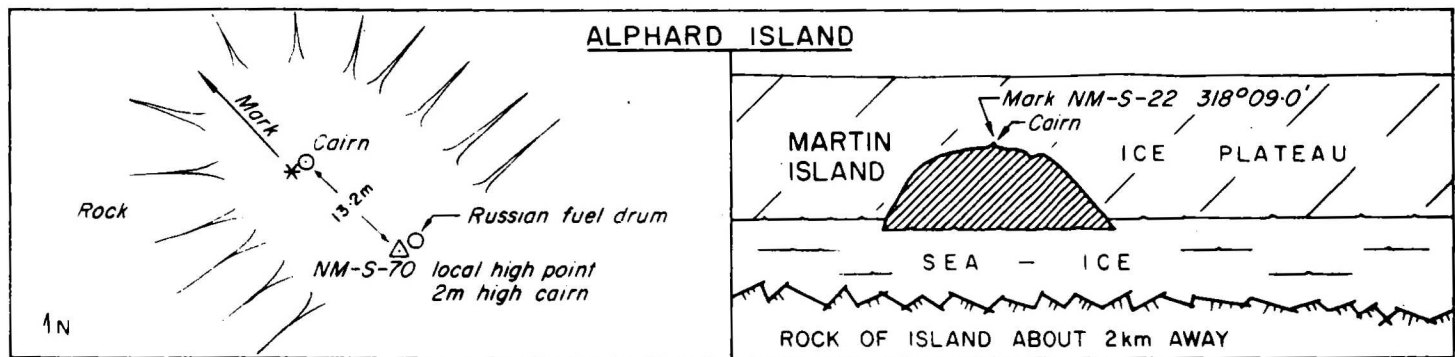 ALPHARD ISLAND
Mark
Cairn
13·2m
Rock
Russian fuel drum
NM-S-70 local high point
2m high cairn
N
Mark NM-S-22 318°09·0'
Cairn
MARTIN
ISLAND
ICE PLATEAU
SEA - ICE
ROCK OF ISLAND ABOUT 2km AWAY